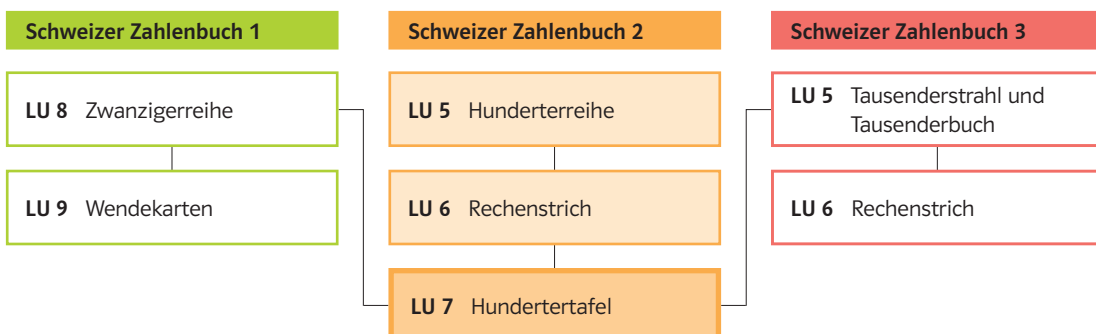 Schweizer Zahlenbuch 1
LU 8 Zwanzigerreihe
LU 9 Wendekarten
Schweizer Zahlenbuch 2
LU 5 Hunderterreihe
LU 6 Rechenstrich
LU 7 Hundertertafel
Schweizer Zahlenbuch 3
LU 5 Tausenderstrahl und
Tausenderbuch
LU 6 Rechenstrich